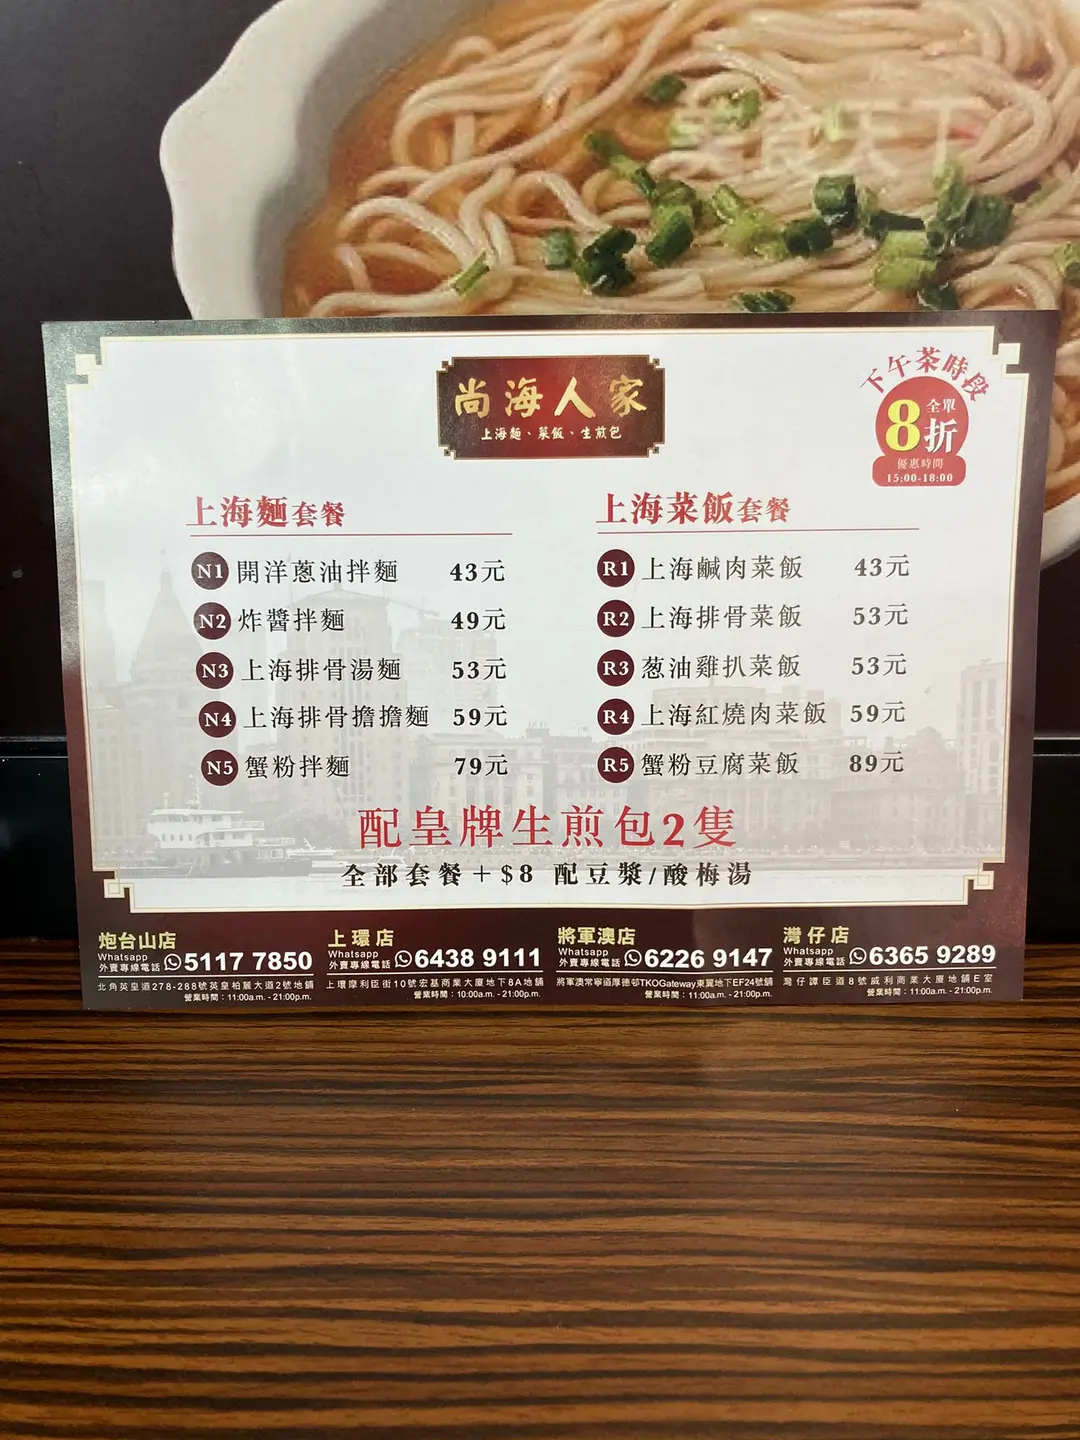 美食天下
尚海人家
上海麵、菜飯、生煎包
下午茶時段
8折
全單
優惠時間
15:00-18:00
上海麵套餐
N1 開洋蔥油拌麵 43元
N2 炸醬拌麵 49元
N3 上海排骨湯麵 53元
N4 上海排骨擔擔麵 59元
N5 蟹粉拌麵 79元
上海菜飯套餐
R1 上海鹹肉菜飯 43元
R2 上海排骨菜飯 53元
R3 葱油雞扒菜飯 53元
R4 上海紅燒肉菜飯 59元
R5 蟹粉豆腐菜飯 89元
配皇牌生煎包2隻
全部套餐+$8 配豆漿/酸梅湯
炮台山店
Whatsapp
外賣專線電話 5117 7850
北角英皇道278-288號英皇柏麗大道2號地舖
營業時間：11:00a.m. - 21:00p.m.
上環店
Whatsapp
外賣專線電話 6438 9111
上環摩利臣街10號宏基商業大廈地下8A地舖
營業時間：10:00a.m. - 21:00p.m.
將軍澳店
Whatsapp
外賣專線電話 6226 9147
將軍澳常寧道厚德邨TKOGateway東翼地下EF24號舖
營業時間：11:00a.m. - 21:00p.m.
灣仔店
Whatsapp
外賣專線電話 6365 9289
灣仔譚臣道8號威利商業大廈地舖E室
營業時間：11:00a.m. - 21:00p.m.